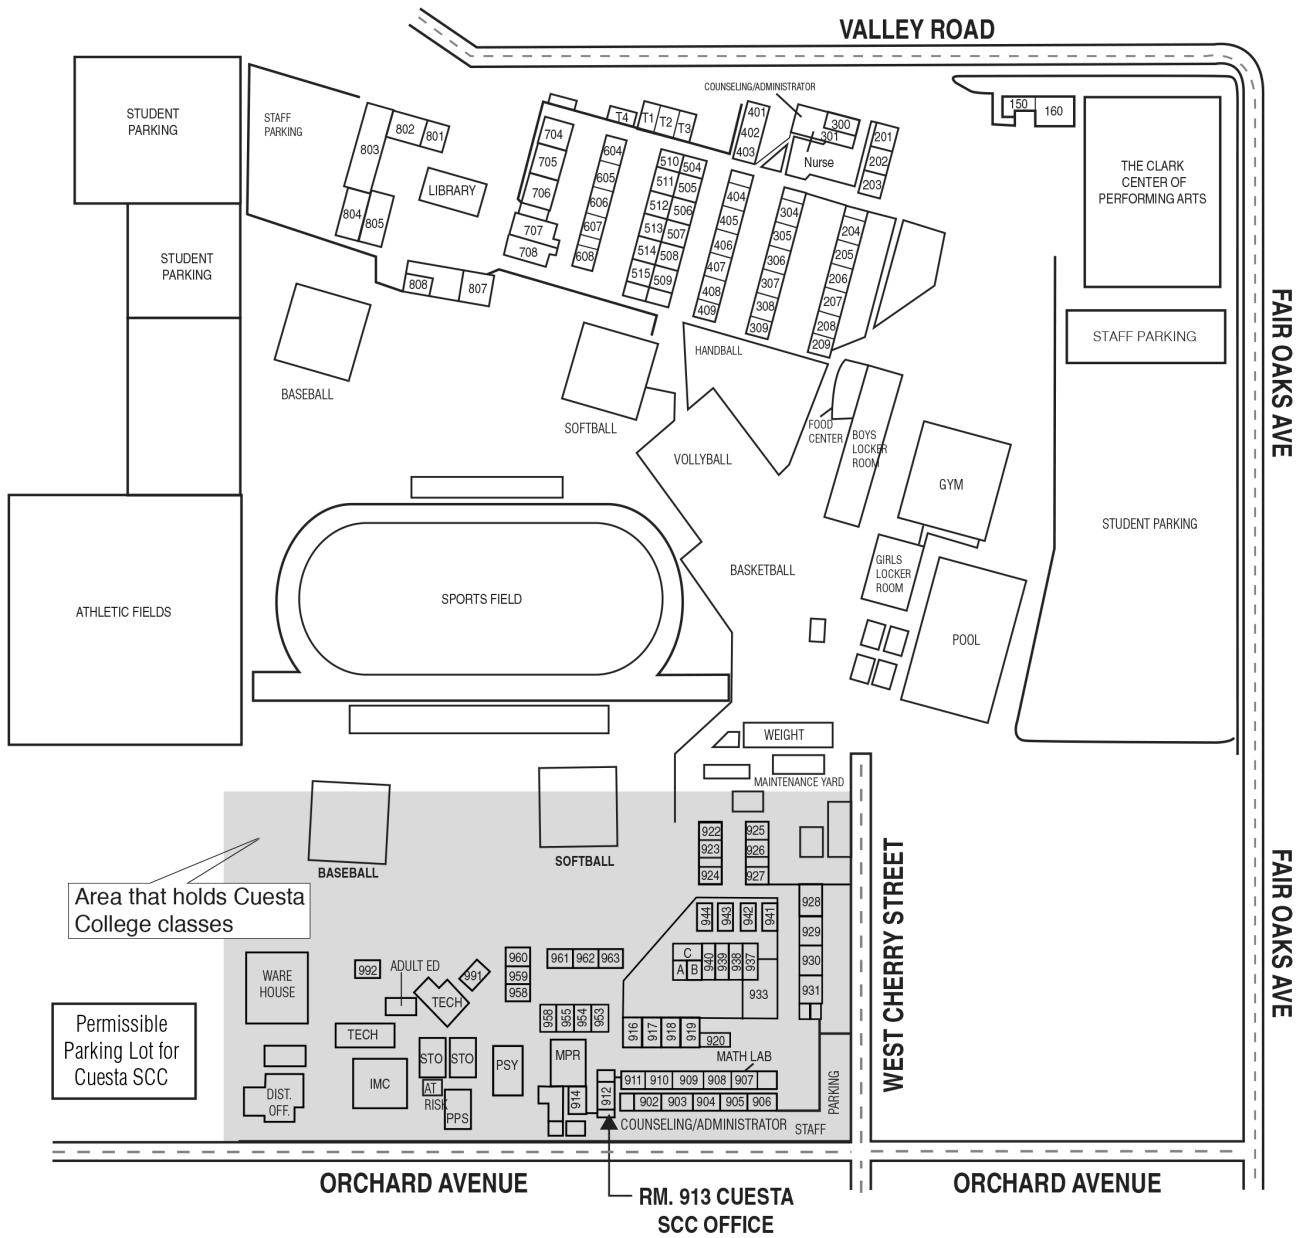 VALLEY ROAD
COUNSELING/ADMINISTRATOR
STUDENT
PARKING
STAFF
PARKING
802
801
803
804
805
LIBRARY
808
807
704
705
706
707
708
T4
T1
T2
T3
604
605
606
607
608
510
504
511
505
512
506
513
507
514
508
515
509
401
402
403
404
405
406
407
408
409
300
301
Nurse
201
202
203
304
305
306
307
308
309
204
205
206
207
208
209
150
160
THE CLARK
CENTER OF
PERFORMING ARTS
STUDENT
PARKING
STAFF PARKING
FAIR OAKS AVE
BASEBALL
SOFTBALL
HANDBALL
VOLLYBALL
FOOD
CENTER
BOYS
LOCKER
ROOM
GYM
STUDENT PARKING
BASKETBALL
GIRLS
LOCKER
ROOM
POOL
ATHLETIC FIELDS
SPORTS FIELD
WEIGHT
MAINTENANCE YARD
BASEBALL
SOFTBALL
Area that holds Cuesta
College classes
922
923
924
925
926
927
928
929
930
931
944
943
942
941
C
A
B
940
939
938
937
933
WEST CHERRY STREET
FAIR OAKS AVE
WARE
HOUSE
992
ADULT ED
991
TECH
960
959
958
961
962
963
958
955
954
953
916
917
918
919
920
MATH LAB
Permissible
Parking Lot for
Cuesta SCC
TECH
STO
STO
PSY
MPR
IMC
AT
RISK
PPS
DIST.
OFF.
914
912
911
910
909
908
907
902
903
904
905
906
COUNSELING/ADMINISTRATOR
STAFF
PARKING
ORCHARD AVENUE
ORCHARD AVENUE
RM. 913 CUESTA
SCC OFFICE